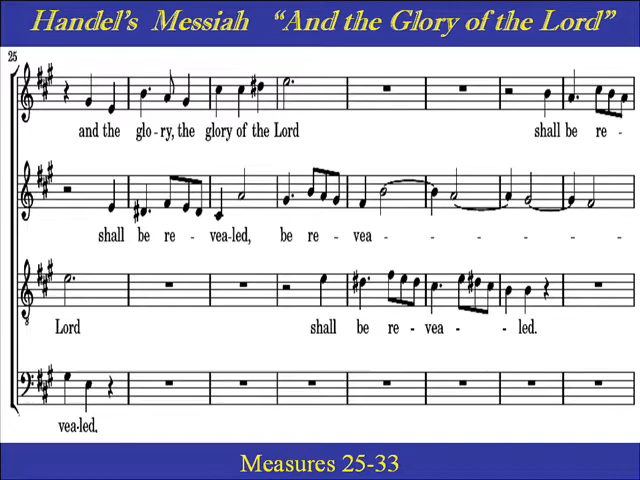 Handel's Messiah "And the Glory of the Lord"
25
and the glo-ry, the glory of the Lord shall be re -
shall be re - vea-led, be re - vea - - - - - - -
8
Lord shall be re - vea - - led.
vea-led,
Measures 25-33